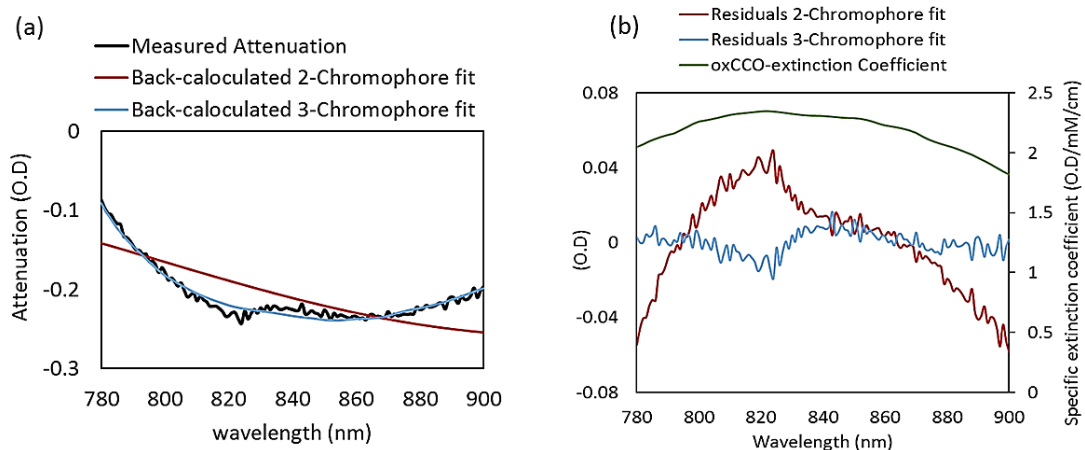 (a)
Measured Attenuation
Back-caloculated 2-Chromophore fit
Back-caloculated 3-Chromophore fit
Attenuation (O.D)
0
-0.1
-0.2
-0.3
780 800 820 840 860 880 900
wavelength (nm)
(b)
Residuals 2-Chromophore fit
Residuals 3-Chromophore fit
oxCCO-extinction Coefficient
(O.D)
0.08
0.04
0
-0.04
-0.08
2.5
2
1.5
1
0.5
0
Specific extinction coefficient (O.D/mM/cm)
780 800 820 840 860 880 900
Wavelength (nm)